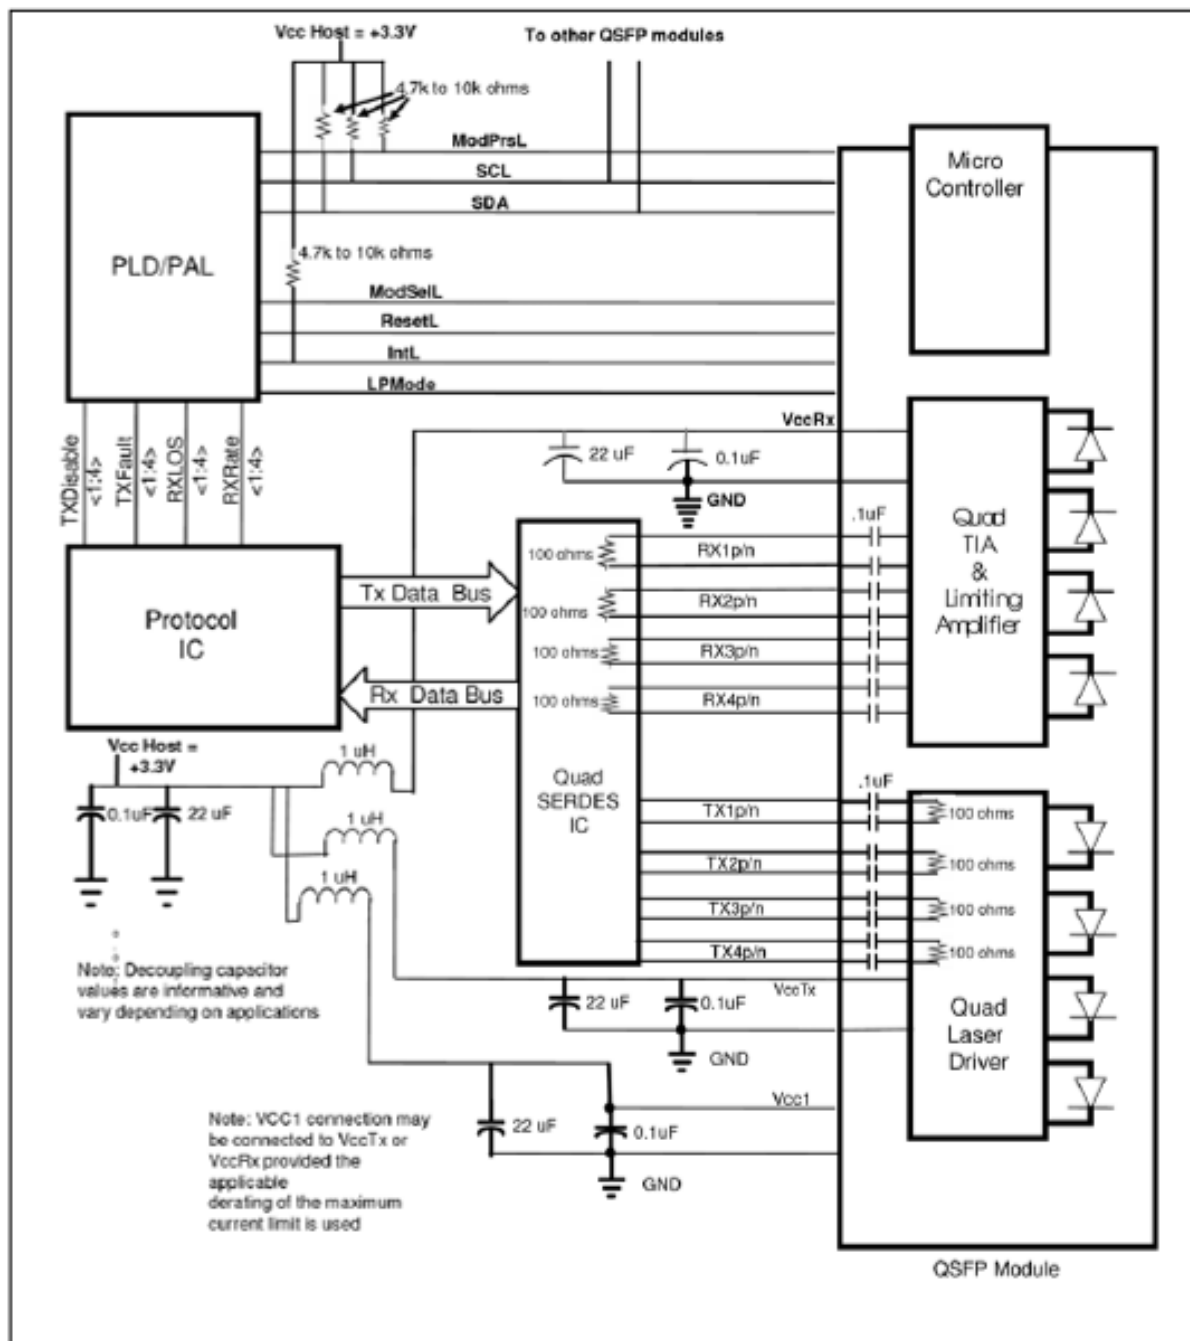 Vcc Host = +3.3V
To other QSFP modules
4.7k to 10k ohms
ModPrsL
SCL
SDA
Micro
Controller
PLD/PAL
4.7k to 10k ohms
ModSelL
ResetL
IntL
LPMode
VccRx
TXDisable
<1:4>
TXFault
<1:4>
RXLOS
<1:4>
RXRate
<1:4>
22 uF
0.1uF
GND
.1uF
Quad
TIA
&
Limiting
Amplifier
100 ohms
RX1p/n
100 ohms
RX2p/n
100 ohms
RX3p/n
100 ohms
RX4p/n
Tx Data Bus
Protocol
IC
Rx Data Bus
Vcc Host =
+3.3V
1 uH
0.1uF
22 uF
1 uH
1 uH
Quad
SERDES
IC
.1uF
TX1p/n
100 ohms
TX2p/n
100 ohms
TX3p/n
100 ohms
TX4p/n
100 ohms
Note: Decoupling capacitor
values are informative and
vary depending on applications
22 uF
0.1uF
VccTx
GND
Quad
Laser
Driver
Vcc1
22 uF
0.1uF
GND
Note: VCC1 connection may
be connected to VccTx or
VccRx provided the
applicable
derating of the maximum
current limit is used
QSFP Module